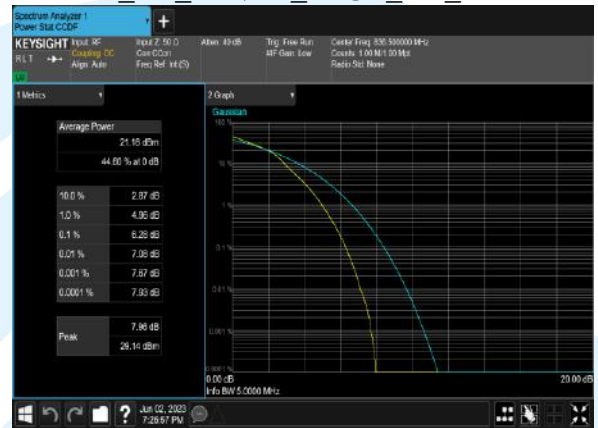 Spectrum Analyzer 1
Power Stat CCDF
+
KEYSIGHT Input: RF Input Z: 50 Ω Atten: 40 dB Trig: Free Run Center Freq: 836.500000 MHz
RLT Coupling: DC Corr CCorr IF Gain: Low Counts: 1.00 M/1.00 Mpt
Align: Auto Freq Ref: Int (S) Radio Std: None
1 Metrics
Average Power
21.18 dBm
44.60 % at 0 dB
10.0 % 2.87 dB
1.0 % 4.96 dB
0.1 % 6.28 dB
0.01 % 7.08 dB
0.001 % 7.67 dB
0.0001 % 7.93 dB
Peak 7.96 dB
29.14 dBm
2 Graph
Gaussian
100 %
10 %
1 %
0.1 %
0.01 %
0.001 %
0.0001 %
0.00 dB 20.00 dB
Info BW 5.0000 MHz
?
Jun 02, 2023
7:26:57 PM